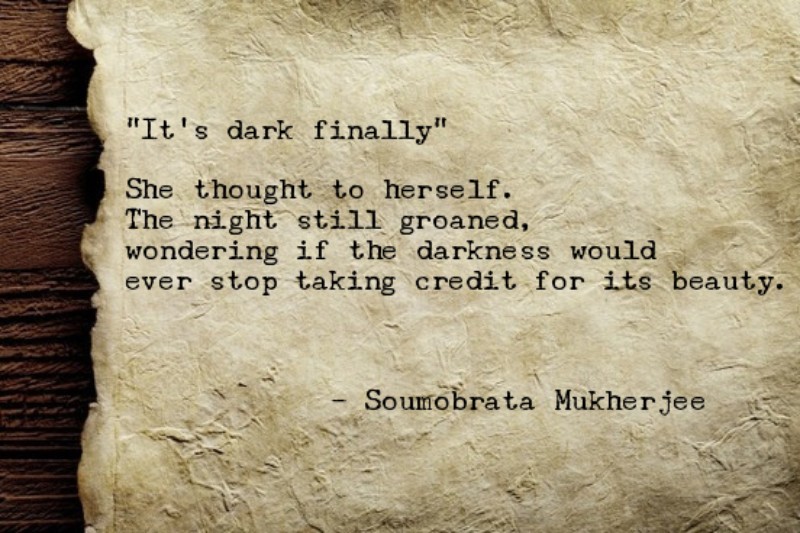 "It's dark finally"
She thought to herself.
The night still groaned,
wondering if the darkness would
ever stop taking credit for its beauty.
- Soumobrata Mukherjee